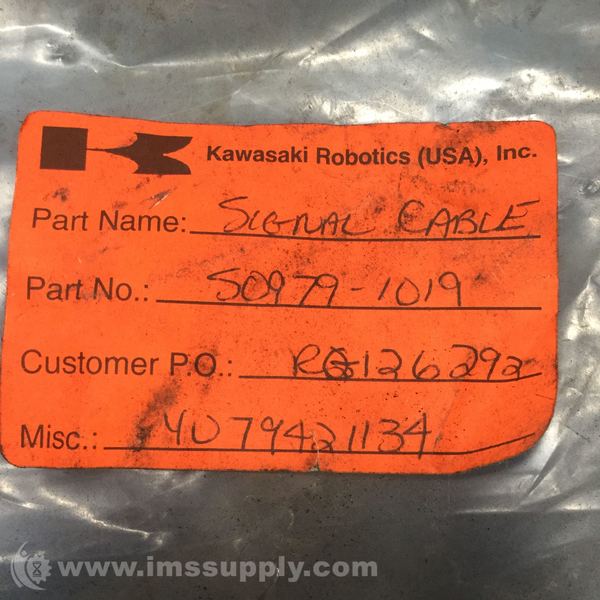 Kawasaki Robotics (USA), Inc.
Part Name: SIGNAL CABLE
Part No.: 50979-1019
Customer P.O.: RG126292
Misc.: 4U79421134
www.imssupply.com